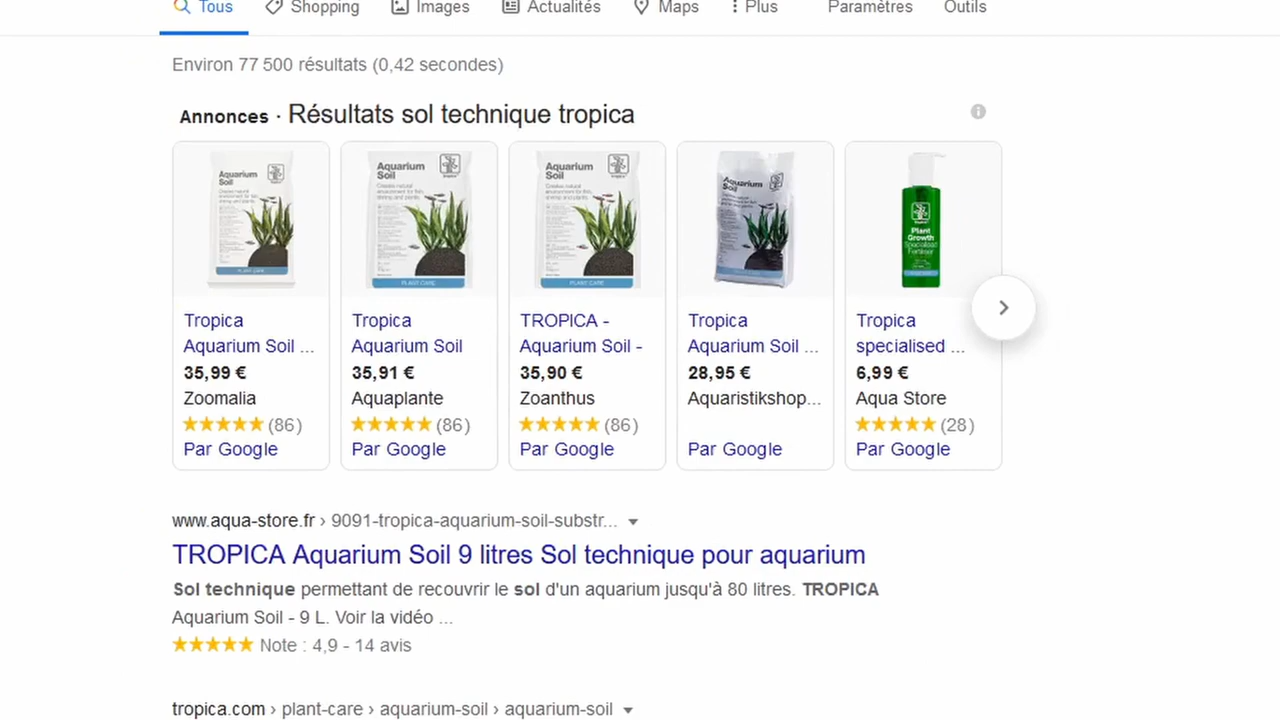 Tous Shopping Images Actualités Maps Plus Paramètres Outils
Environ 77 500 résultats (0,42 secondes)
Annonces · Résultats sol technique tropica
Aquarium Soil
Aquarium Soil
Aquarium Soil
Aquarium Soil
Plant Growth Specialised Fertiliser
PLANT CARE
PLANT CARE
PLANT CARE
Tropica
Aquarium Soil ...
35,99 €
Zoomalia
(86)
Par Google
Tropica
Aquarium Soil
35,91 €
Aquaplante
(86)
Par Google
TROPICA -
Aquarium Soil -
35,90 €
Zoanthus
(86)
Par Google
Tropica
Aquarium Soil ...
28,95 €
Aquaristikshop...
Par Google
Tropica
specialised ...
6,99 €
Aqua Store
(28)
Par Google
www.aqua-store.fr › 9091-tropica-aquarium-soil-substr...
TROPICA Aquarium Soil 9 litres Sol technique pour aquarium
Sol technique permettant de recouvrir le sol d'un aquarium jusqu'à 80 litres. TROPICA
Aquarium Soil - 9 L. Voir la vidéo ...
Note : 4,9 - 14 avis
tropica.com › plant-care › aquarium-soil › aquarium-soil